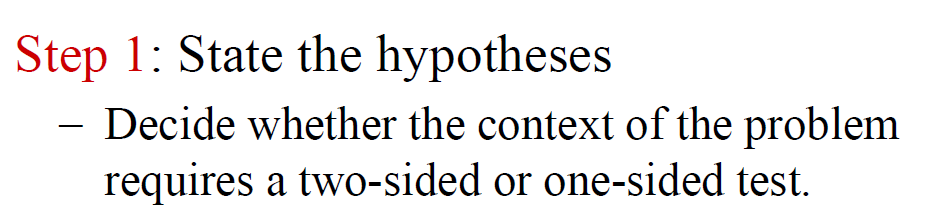 Step 1: State the hypotheses
– Decide whether the context of the problem
requires a two-sided or one-sided test.